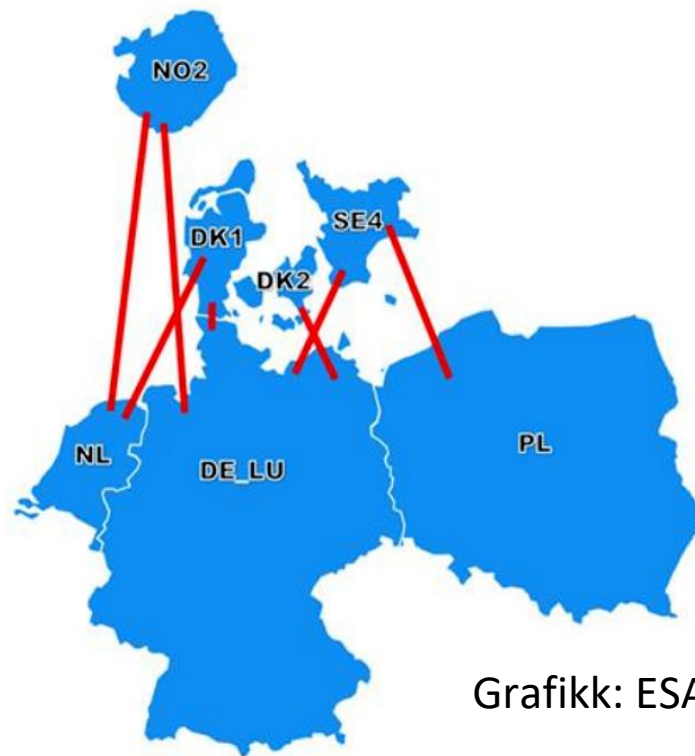 NO2
DK1
SE4
DK2
NL
DE_LU
PL
Grafikk: ESA